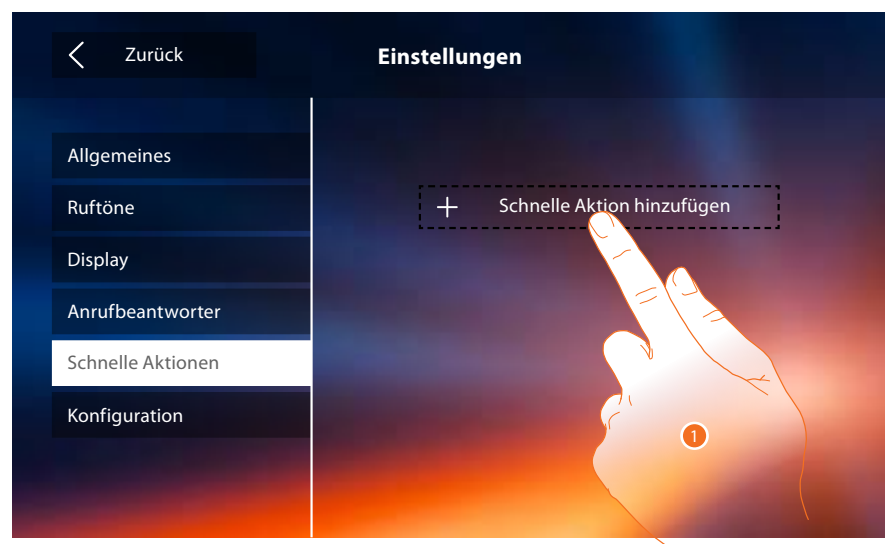 Zurück
Einstellungen
Allgemeines
Ruftöne
Display
Anrufbeantworter
Schnelle Aktionen
Konfiguration
Schnelle Aktion hinzufügen
1